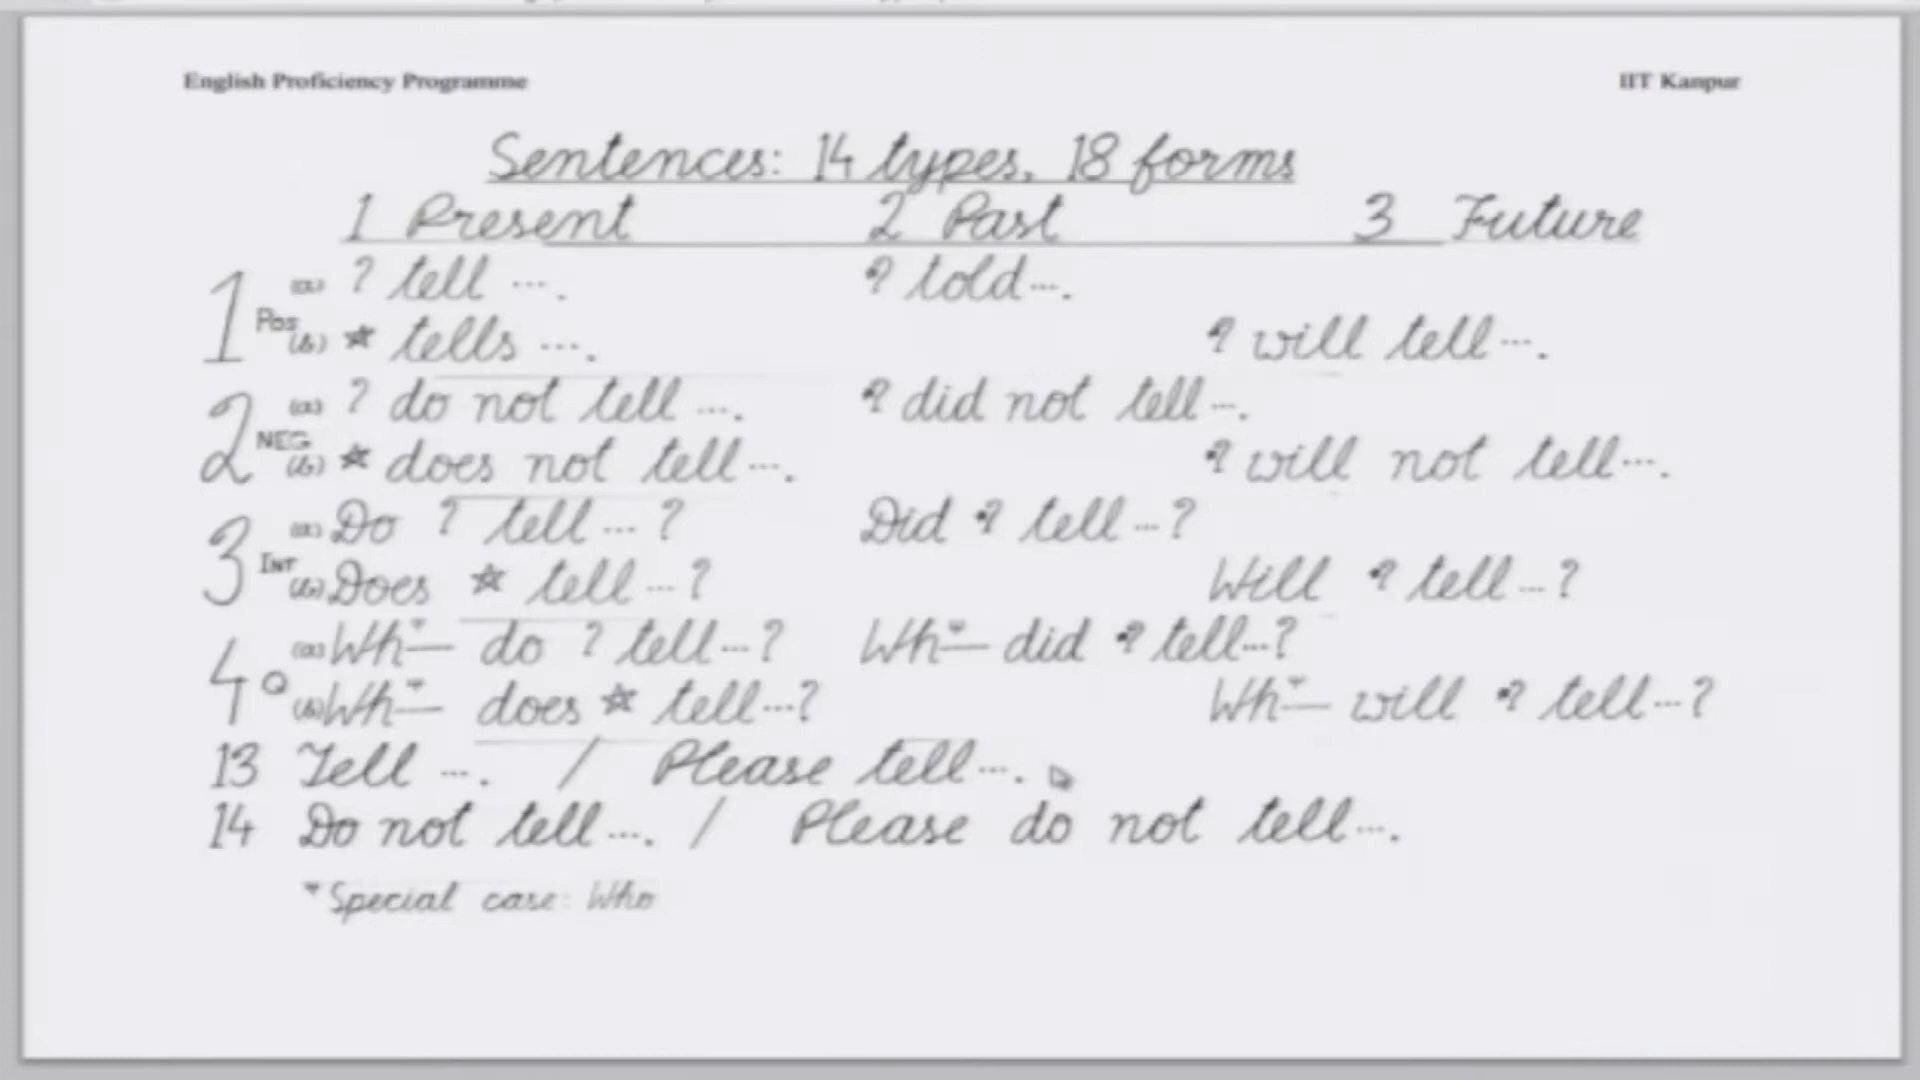 English Proficiency Programme IIT Kanpur
Sentences: 14 types, 18 forms
1 Present 2 Past 3 Future
1 Pos (a) ? tell .... ? told ....
(b) ☆ tells .... ? will tell ....
2 NEG (a) ? do not tell .... ? did not tell ....
(b) ☆ does not tell .... ? will not tell ....
3 INT (a) Do ? tell ... ? Did ? tell ... ?
(b) Does ☆ tell ... ? Will ? tell ... ?
4 Q (a) Wh*— do ? tell ... ? Wh*— did ? tell ... ?
(b) Wh*— does ☆ tell ... ? Wh*— will ? tell ... ?
13 Tell .... / Please tell ....
14 Do not tell .... / Please do not tell ....
*Special case: Who